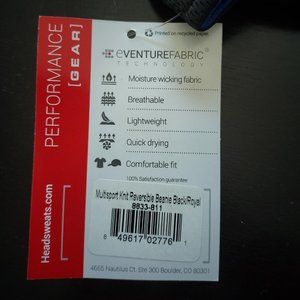 Printed on recycled paper
PERFORMANCE
[GEAR]
Headsweats.com
eVENTUREFABRIC
TECHNOLOGY
Moisture wicking fabric
Breathable
Lightweight
Quick drying
Comfortable fit
100% Satisfaction guarantee
Multisport Knit Reversible Beanie Black/Royal
8833-811
8 49617 02776 1
4665 Nautilus Ct. Ste 300 Boulder, CO 80301